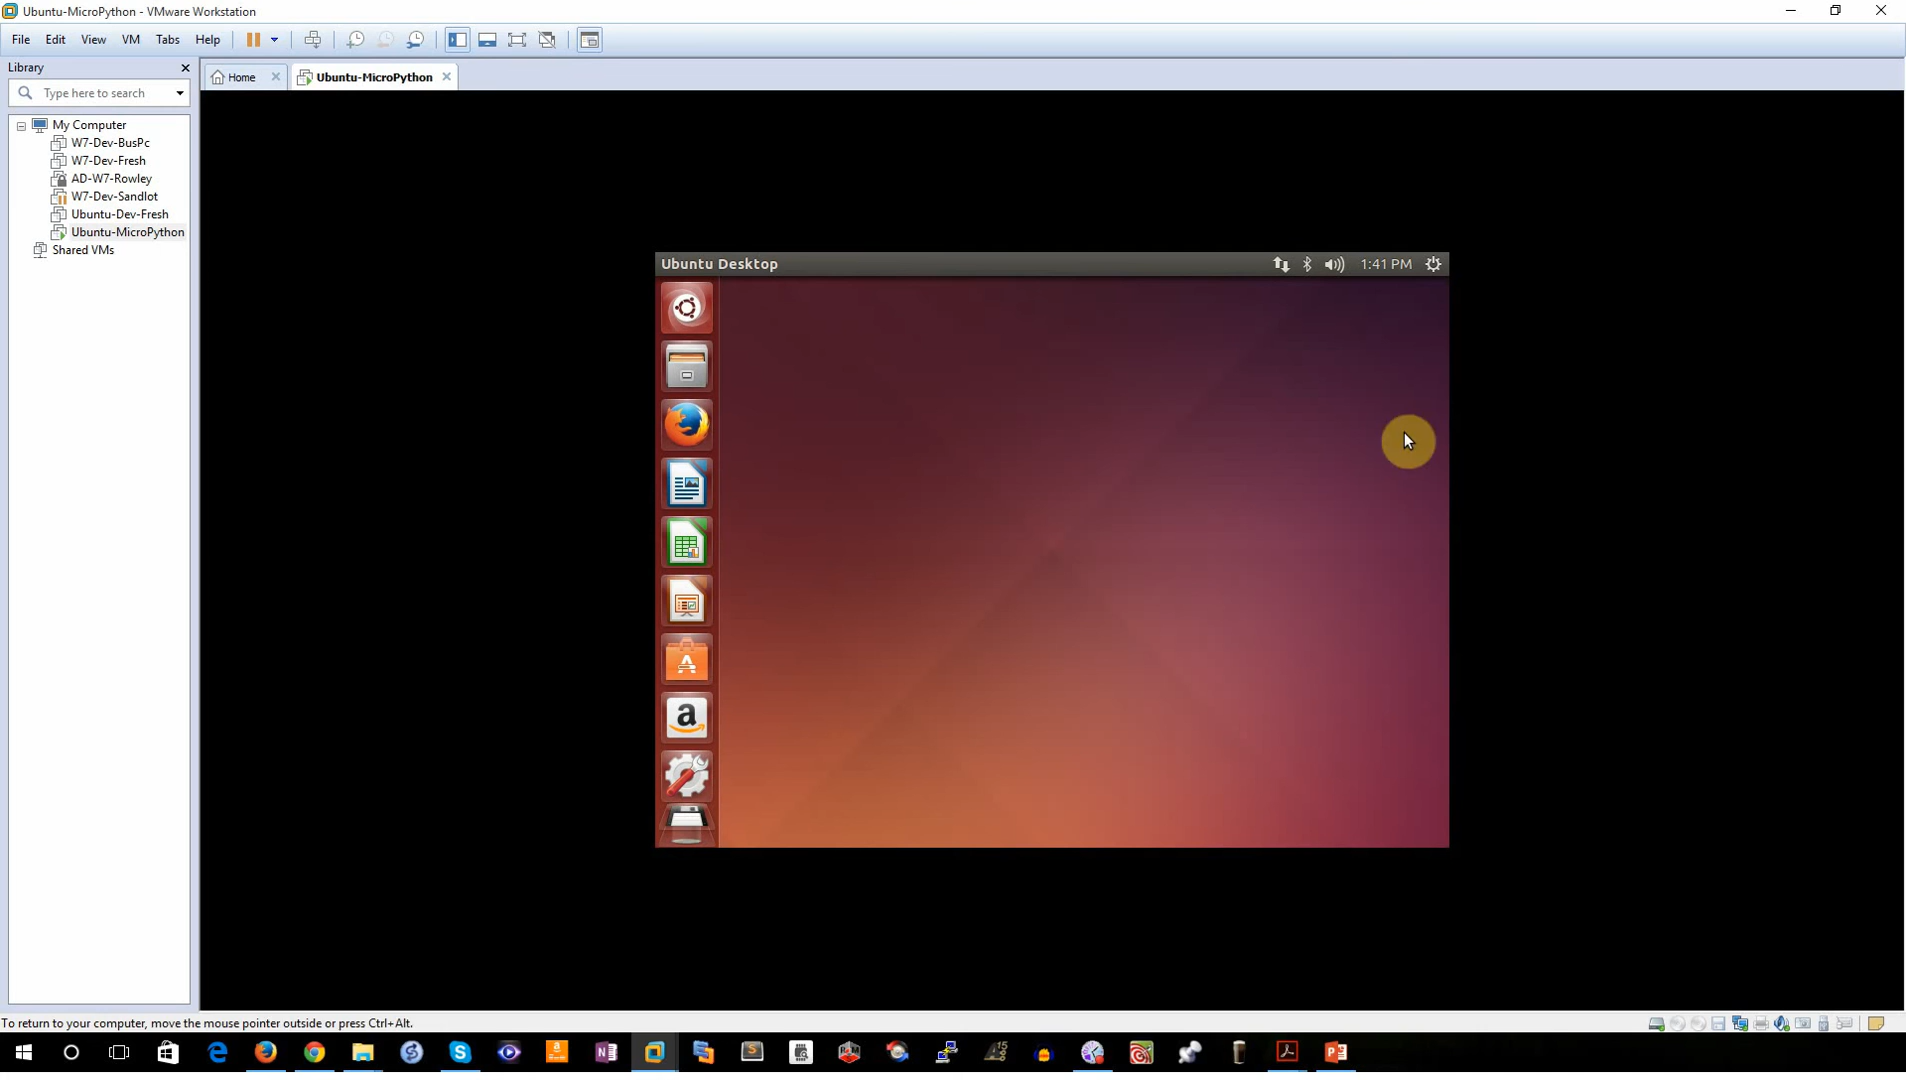 Ubuntu-MicroPython - VMware Workstation
File Edit View VM Tabs Help
Library
Home
Ubuntu-MicroPython
Type here to search
My Computer
W7-Dev-BusPc
W7-Dev-Fresh
AD-W7-Rowley
W7-Dev-Sandlot
Ubuntu-Dev-Fresh
Ubuntu-MicroPython
Shared VMs
Ubuntu Desktop
1:41 PM
To return to your computer, move the mouse pointer outside or press Ctrl+Alt.